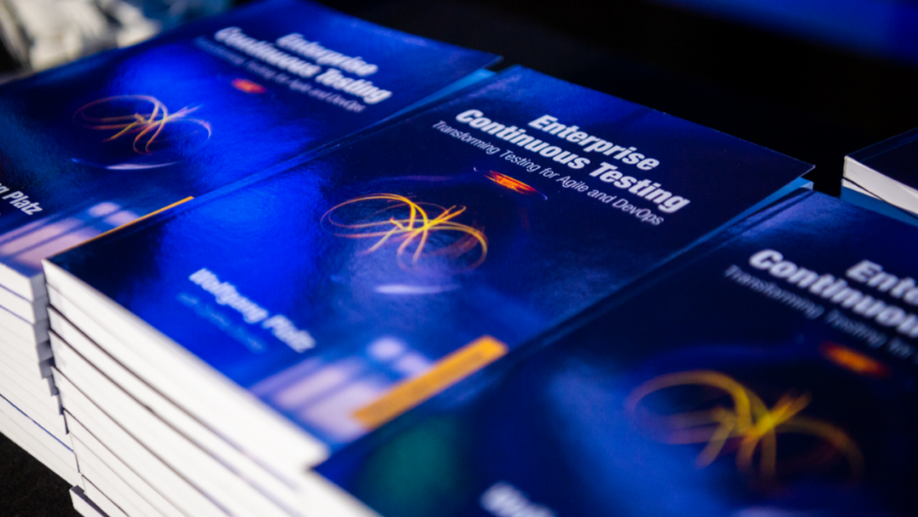 Enterprise
Continuous Testing
Transforming Testing for Agile and DevOps
Enterprise
Continuous Testing
Transforming Testing for Agile and DevOps
Wolfgang Platz
Platz
Continuous
Transforming Testing for